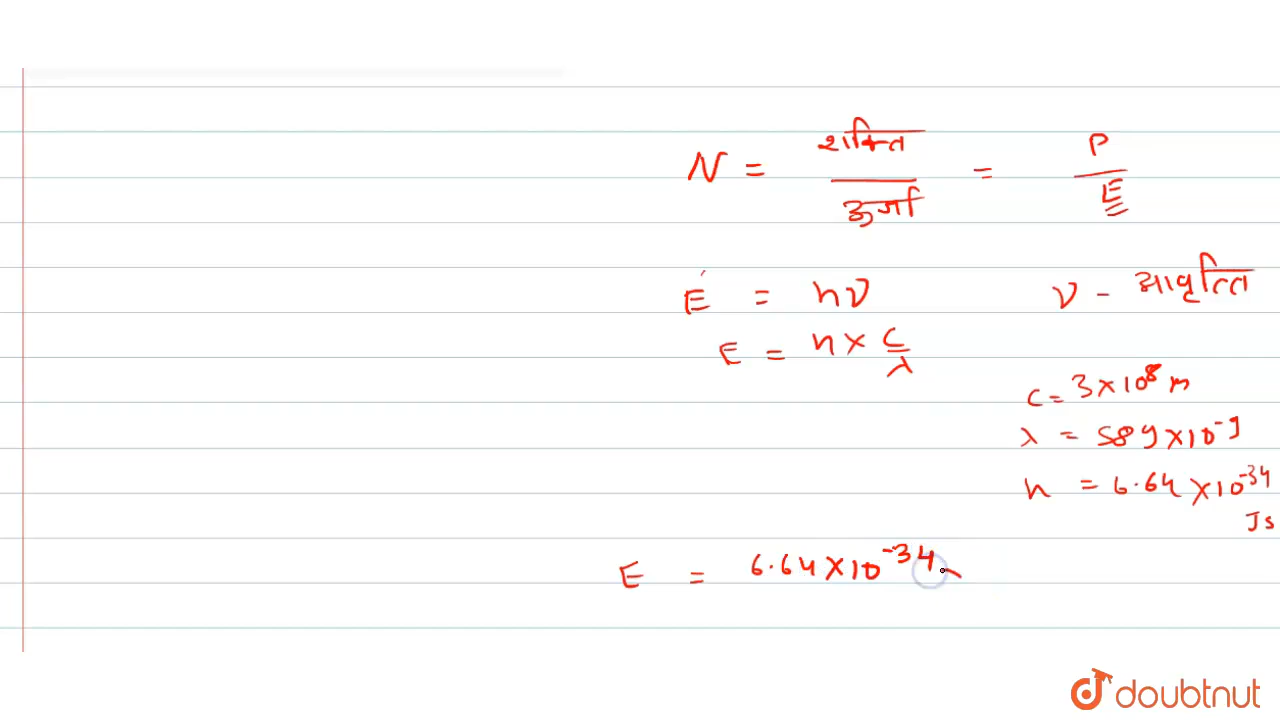 N = शक्ति / ऊर्जा = P / E
E = hν
ν - आवृत्ति
E = h × c / λ
c = 3 × 10⁸ m
λ = 589 × 10⁻⁹
h = 6.64 × 10⁻³⁴
Js
E = 6.64 × 10⁻³⁴
doubtnut